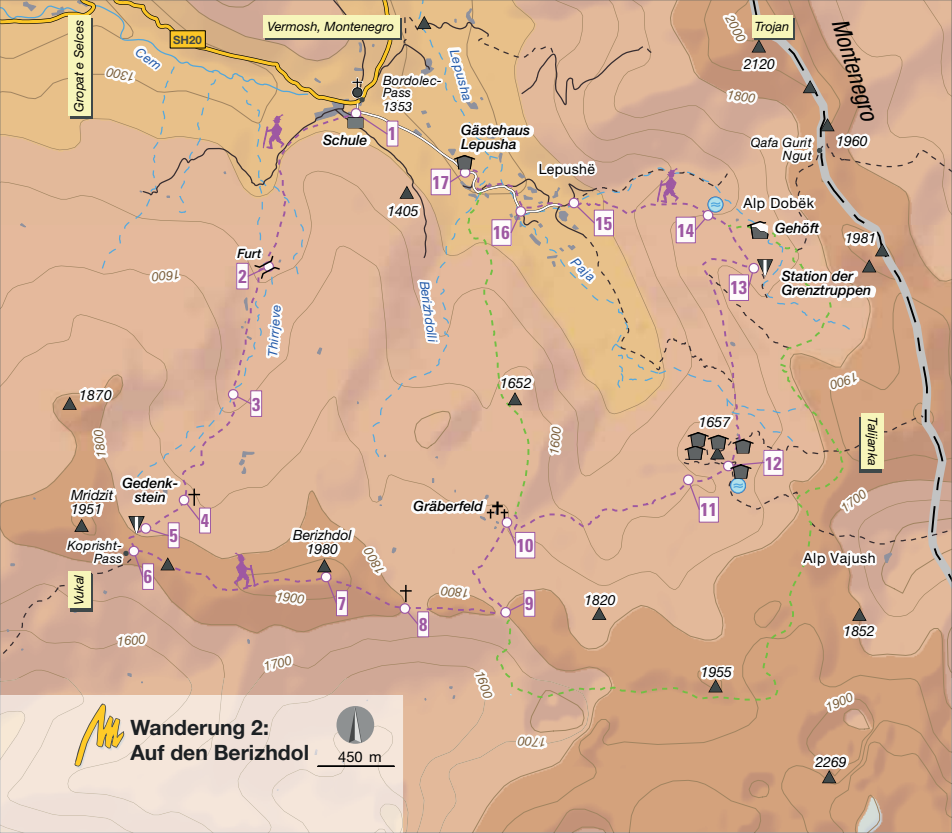 Gropat e Selces
Vermosh, Montenegro
SH20
Trojan
2000
2120
Montenegro
Cem
1300
Lepusha
Bordolec-
Pass
1353
1800
1
Schule
Gästehaus
Lepusha
1960
Qafa Gurit
Ngut
17
Lepushë
1405
16
15
14
Alp Dobëk
Gehöft
1981
Furt
2
1600
Paja
13
Station der
Grenztruppen
Berizhdolli
Thirrjeve
1870
3
1652
1900
1800
1657
1600
Talijanka
12
Gedenk-
stein
4
Mridzit
1951
5
Gräberfeld
11
1700
Koprisht-
Pass
6
Berizhdol
1980
1800
10
Alp Vajush
Vukal
1900
7
1800
8
9
1820
1852
1600
1700
1600
1955
1900
1700
2269
Wanderung 2:
Auf den Berizhdol
450 m